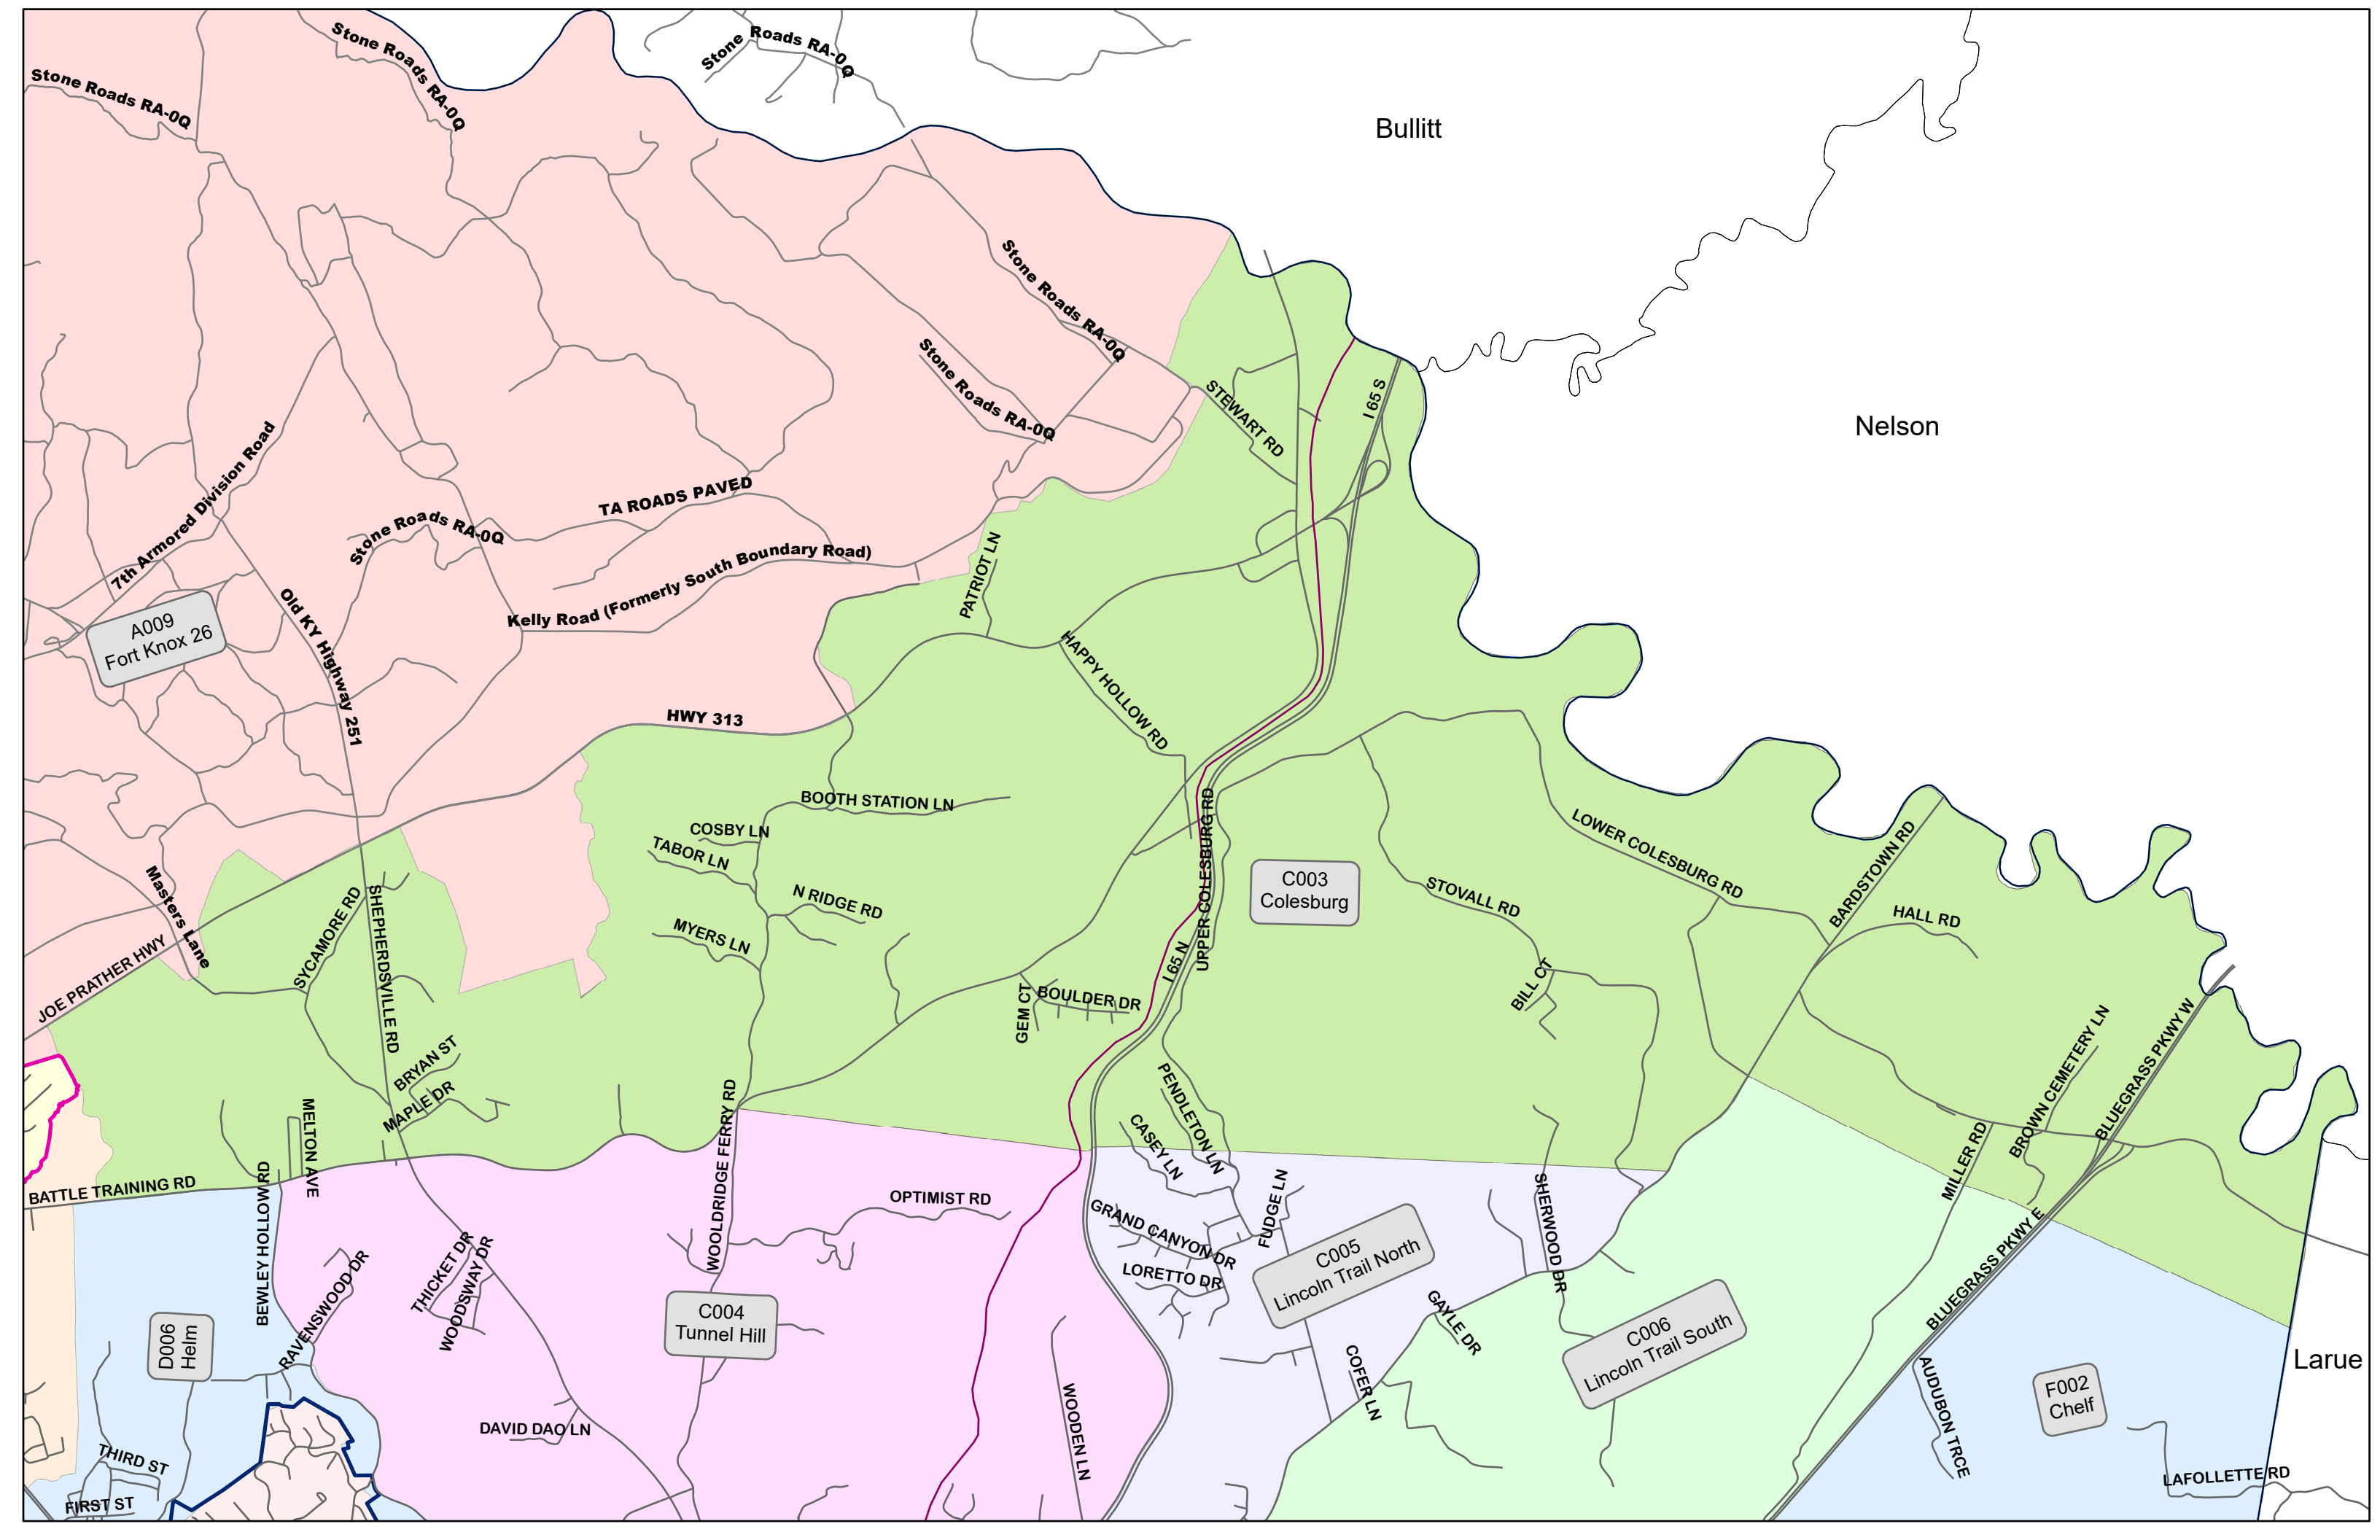 Stone Roads RA-0Q
Stone Roads RA-0Q
Stone Roads RA-0Q
Bullitt
Nelson
Stone Roads RA-0Q
Stone Roads RA-0Q
STEWART RD
I 65 S
7th Armored Division Road
TA ROADS PAVED
Stone Roads RA-0Q
Kelly Road (Formerly South Boundary Road)
PATRIOT LN
A009
Fort Knox 26
Old KY Highway 251
HAPPY HOLLOW RD
HWY 313
BOOTH STATION LN
COSBY LN
TABOR LN
N RIDGE RD
MYERS LN
UPPER COLESBURG RD
C003
Colesburg
LOWER COLESBURG RD
STOVALL RD
BARDSTOWN RD
HALL RD
Masters Lane
JOE PRATHER HWY
SYCAMORE RD
SHEPHERDSVILLE RD
I 65 N
GEM CT
BOULDER DR
BILL CT
BROWN CEMETERY LN
BLUEGRASS PKWY W
BRYAN ST
MAPLE DR
MELTON AVE
PENDLETON LN
CASEY LN
WOOLDRIDGE FERRY RD
MILLER RD
BATTLE TRAINING RD
BEWLEY HOLLOW RD
OPTIMIST RD
FUDGE LN
SHERWOOD DR
GRAND CANYON DR
LORETTO DR
C005
Lincoln Trail North
THICKET DR
WOODSWAY DR
RAVENSWOOD DR
BLUEGRASS PKWY E
D006
Helm
C004
Tunnel Hill
GAYLE DR
C006
Lincoln Trail South
Larue
COFER LN
WOODEN LN
AUDUBON TRCE
F002
Chelf
DAVID DAO LN
THIRD ST
FIRST ST
LAFOLLETTE RD